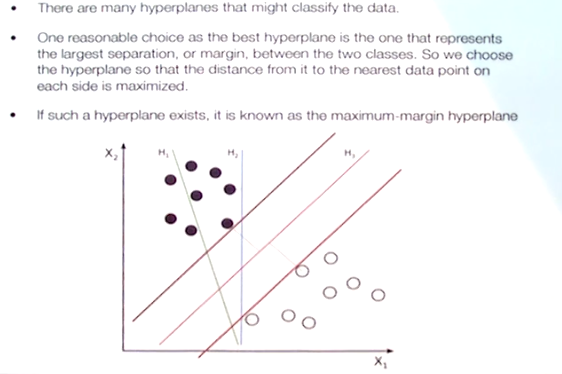 • There are many hyperplanes that might classify the data.
• One reasonable choice as the best hyperplane is the one that represents
the largest separation, or margin, between the two classes. So we choose
the hyperplane so that the distance from it to the nearest data point on
each side is maximized.
• If such a hyperplane exists, it is known as the maximum-margin hyperplane
X₂ H₁ H₂ H₃
X₁